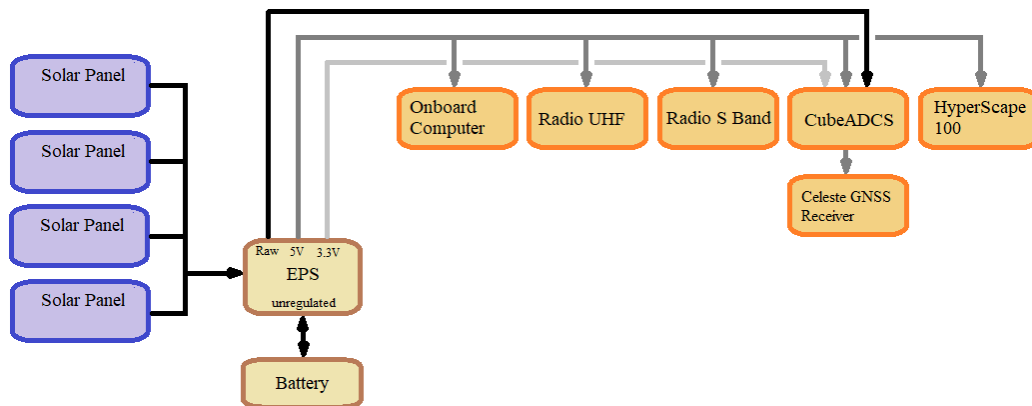 Solar Panel
Solar Panel
Solar Panel
Solar Panel
Raw 5V 3.3V
EPS
unregulated
Battery
Onboard
Computer
Radio UHF
Radio S Band
CubeADCS
HyperScape
100
Celeste GNSS
Receiver